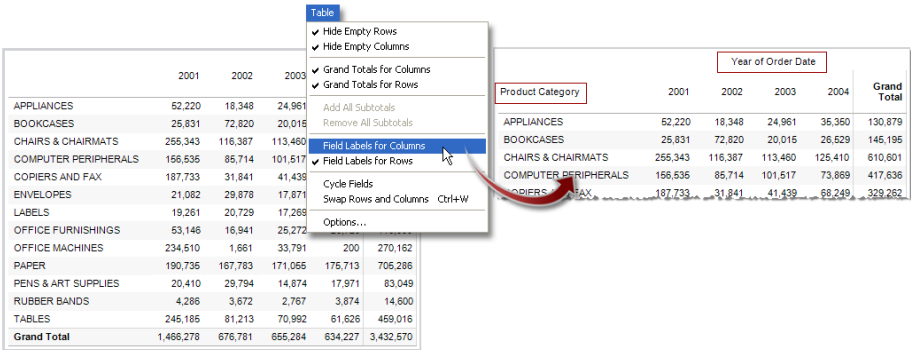 Table
Hide Empty Rows
Hide Empty Columns
Grand Totals for Columns
Grand Totals for Rows
Add All Subtotals
Remove All Subtotals
Field Labels for Columns
Field Labels for Rows
Cycle Fields
Swap Rows and Columns Ctrl+W
Options...
2001 2002 2003
APPLIANCES 52,220 18,348 24,961
BOOKCASES 25,831 72,820 20,015
CHAIRS & CHAIRMATS 255,343 116,387 113,460
COMPUTER PERIPHERALS 156,535 85,714 101,517
COPIERS AND FAX 187,733 31,841 41,439
ENVELOPES 21,082 29,878 17,871
LABELS 19,261 20,729 17,269
OFFICE FURNISHINGS 53,146 16,941 25,272
OFFICE MACHINES 234,510 1,661 33,791 200 270,162
PAPER 190,735 167,783 171,055 175,713 705,286
PENS & ART SUPPLIES 20,410 29,794 14,874 17,971 83,049
RUBBER BANDS 4,286 3,672 2,767 3,874 14,600
TABLES 245,185 81,213 70,992 61,626 459,016
Grand Total 1,466,278 676,781 655,284 634,227 3,432,570
Year of Order Date
Product Category 2001 2002 2003 2004 Grand Total
APPLIANCES 52,220 18,348 24,961 35,350 130,879
BOOKCASES 25,831 72,820 20,015 26,529 145,195
CHAIRS & CHAIRMATS 255,343 116,387 113,460 125,410 610,601
COMPUTER PERIPHERALS 156,535 85,714 101,517 73,869 417,636
COPIERS AND FAX 187,733 31,841 41,439 68,249 329,262